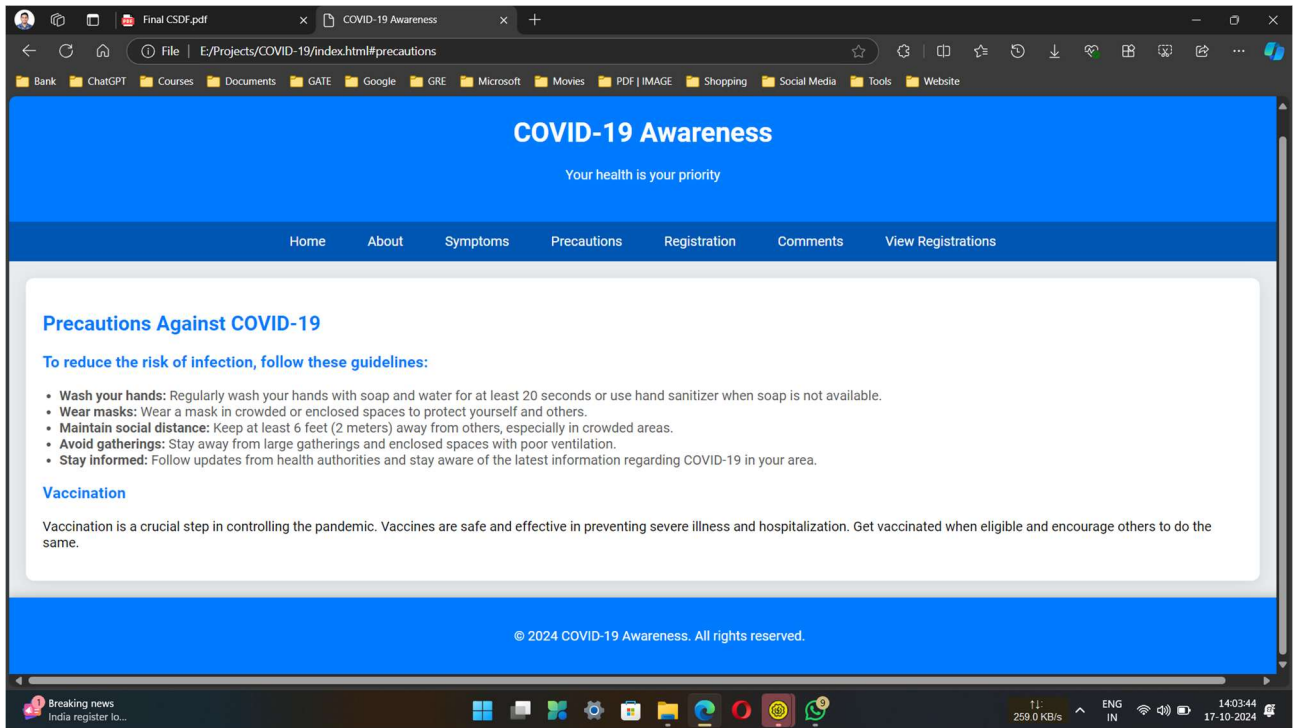 Final CSDF.pdf
COVID-19 Awareness
File | E:/Projects/COVID-19/index.html#precautions
Bank ChatGPT Courses Documents GATE Google GRE Microsoft Movies PDF | IMAGE Shopping Social Media Tools Website
COVID-19 Awareness
Your health is your priority
Home About Symptoms Precautions Registration Comments View Registrations
Precautions Against COVID-19
To reduce the risk of infection, follow these guidelines:
• Wash your hands: Regularly wash your hands with soap and water for at least 20 seconds or use hand sanitizer when soap is not available.
• Wear masks: Wear a mask in crowded or enclosed spaces to protect yourself and others.
• Maintain social distance: Keep at least 6 feet (2 meters) away from others, especially in crowded areas.
• Avoid gatherings: Stay away from large gatherings and enclosed spaces with poor ventilation.
• Stay informed: Follow updates from health authorities and stay aware of the latest information regarding COVID-19 in your area.
Vaccination
Vaccination is a crucial step in controlling the pandemic. Vaccines are safe and effective in preventing severe illness and hospitalization. Get vaccinated when eligible and encourage others to do the
same.
© 2024 COVID-19 Awareness. All rights reserved.
1
Breaking news
India register lo...
9
259.0 KB/s
ENG
IN
14:03:44
17-10-2024